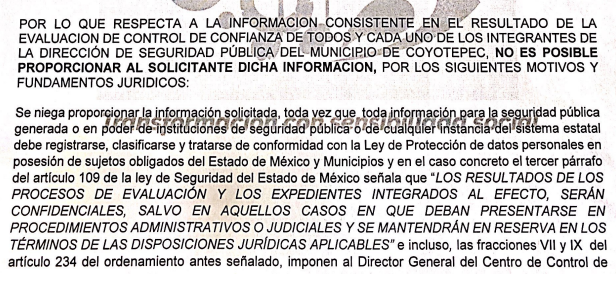 POR LO QUE RESPECTA A LA INFORMACION CONSISTENTE EN EL RESULTADO DE LA
EVALUACION DE CONTROL DE CONFIANZA DE TODOS Y CADA UNO DE LOS INTEGRANTES DE
LA DIRECCIÓN DE SEGURIDAD PÚBLICA, DEL MUNICIPIO DE COYOTEPEC, NO ES POSIBLE
PROPORCIONAR AL SOLICITANTE DICHA INFORMACION, POR LOS SIGUIENTES MOTIVOS Y
FUNDAMENTOS JURIDICOS:
Se niega proporcionar la información solicitada, toda vez que toda información para la seguridad pública
transformación con sensibilidad social
generada o en poder de instituciones de seguridad pública o de cualquier instancia del sistema estatal
debe registrarse, clasificarse y tratarse de conformidad con la Ley de Protección de datos personales en
posesión de sujetos obligados del Estado de México y Municipios y en el caso concreto el tercer párrafo
del artículo 109 de la ley de Seguridad del Estado de México señala que "LOS RESULTADOS DE LOS
PROCESOS DE EVALUACIÓN Y LOS EXPEDIENTES INTEGRADOS AL EFECTO, SERÁN
CONFIDENCIALES, SALVO EN AQUELLOS CASOS EN QUE DEBAN PRESENTARSE EN
PROCEDIMIENTOS ADMINISTRATIVOS O JUDICIALES Y SE MANTENDRÁN EN RESERVA EN LOS
TÉRMINOS DE LAS DISPOSICIONES JURÍDICAS APLICABLES" e incluso, las fracciones VII y IX del
artículo 234 del ordenamiento antes señalado, imponen al Director General del Centro de Control de